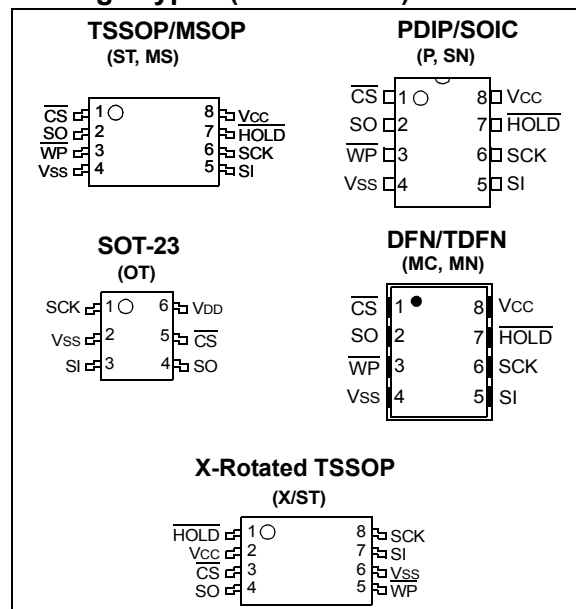 TSSOP/MSOP
(ST, MS)
CS 1 8 VCC
SO 2 7 HOLD
WP 3 6 SCK
VSS 4 5 SI
PDIP/SOIC
(P, SN)
CS 1 8 VCC
SO 2 7 HOLD
WP 3 6 SCK
VSS 4 5 SI
SOT-23
(OT)
SCK 1 6 VDD
VSS 2 5 CS
SI 3 4 SO
DFN/TDFN
(MC, MN)
CS 1 8 VCC
SO 2 7 HOLD
WP 3 6 SCK
VSS 4 5 SI
X-Rotated TSSOP
(X/ST)
HOLD 1 8 SCK
VCC 2 7 SI
CS 3 6 VSS
SO 4 5 WP